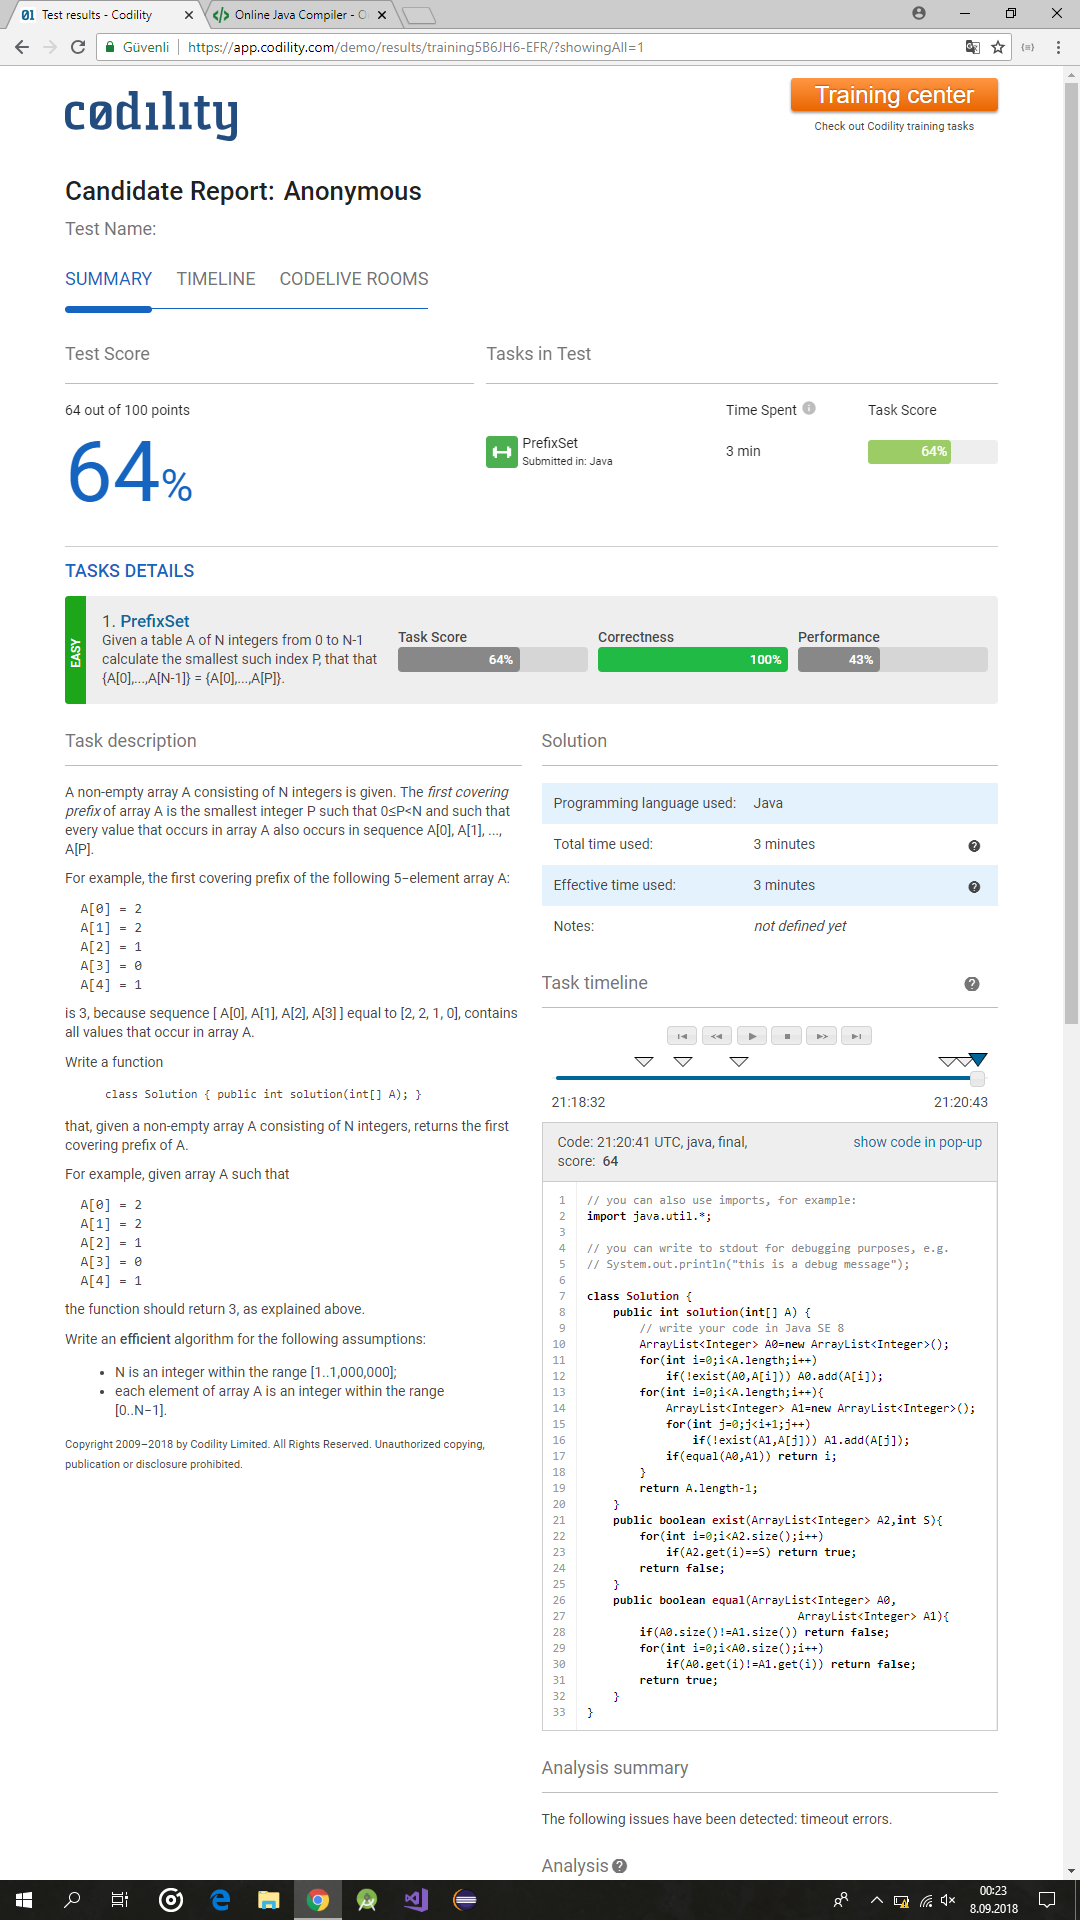 Test results - Codility
Online Java Compiler - O
Güvenli
https://app.codility.com/demo/results/training5B6JH6-EFR/?showingAll=1
codility
Training center
Check out Codility training tasks
Candidate Report: Anonymous
Test Name:
SUMMARY TIMELINE CODELIVE ROOMS
Test Score
64 out of 100 points
64%
Tasks in Test
Time Spent Task Score
PrefixSet
Submitted in: Java
3 min
64%
TASKS DETAILS
EASY
1. PrefixSet
Given a table A of N integers from 0 to N-1
calculate the smallest such index P, that that
{A[0],...,A[N-1]} = {A[0],...,A[P]}.
Task Score
64%
Correctness
100%
Performance
43%
Task description
A non-empty array A consisting of N integers is given. The first covering
prefix of array A is the smallest integer P such that 0≤P<N and such that
every value that occurs in array A also occurs in sequence A[0], A[1], ...,
A[P].
For example, the first covering prefix of the following 5−element array A:
A[0] = 2
A[1] = 2
A[2] = 1
A[3] = 0
A[4] = 1
is 3, because sequence [ A[0], A[1], A[2], A[3] ] equal to [2, 2, 1, 0], contains
all values that occur in array A.
Write a function
class Solution { public int solution(int[] A); }
that, given a non-empty array A consisting of N integers, returns the first
covering prefix of A.
For example, given array A such that
A[0] = 2
A[1] = 2
A[2] = 1
A[3] = 0
A[4] = 1
the function should return 3, as explained above.
Write an efficient algorithm for the following assumptions:
• N is an integer within the range [1..1,000,000];
• each element of array A is an integer within the range
[0..N−1].
Copyright 2009–2018 by Codility Limited. All Rights Reserved. Unauthorized copying,
publication or disclosure prohibited.
Solution
Programming language used: Java
Total time used: 3 minutes
Effective time used: 3 minutes
Notes: not defined yet
Task timeline
21:18:32 21:20:43
Code: 21:20:41 UTC, java, final,
score: 64
show code in pop-up
1 // you can also use imports, for example:
2 import java.util.*;
3
4 // you can write to stdout for debugging purposes, e.g.
5 // System.out.println("this is a debug message");
6
7 class Solution {
8 public int solution(int[] A) {
9 // write your code in Java SE 8
10 ArrayList<Integer> A0=new ArrayList<Integer>();
11 for(int i=0;i<A.length;i++)
12 if(!exist(A0,A[i])) A0.add(A[i]);
13 for(int i=0;i<A.length;i++){
14 ArrayList<Integer> A1=new ArrayList<Integer>();
15 for(int j=0;j<i+1;j++)
16 if(!exist(A1,A[j])) A1.add(A[j]);
17 if(equal(A0,A1)) return i;
18 }
19 return A.length-1;
20 }
21 public boolean exist(ArrayList<Integer> A2,int S){
22 for(int i=0;i<A2.size();i++)
23 if(A2.get(i)==S) return true;
24 return false;
25 }
26 public boolean equal(ArrayList<Integer> A0,
27 ArrayList<Integer> A1){
28 if(A0.size()!=A1.size()) return false;
29 for(int i=0;i<A0.size();i++)
30 if(A0.get(i)!=A1.get(i)) return false;
31 return true;
32 }
33 }
Analysis summary
The following issues have been detected: timeout errors.
Analysis
00:23
8.09.2018